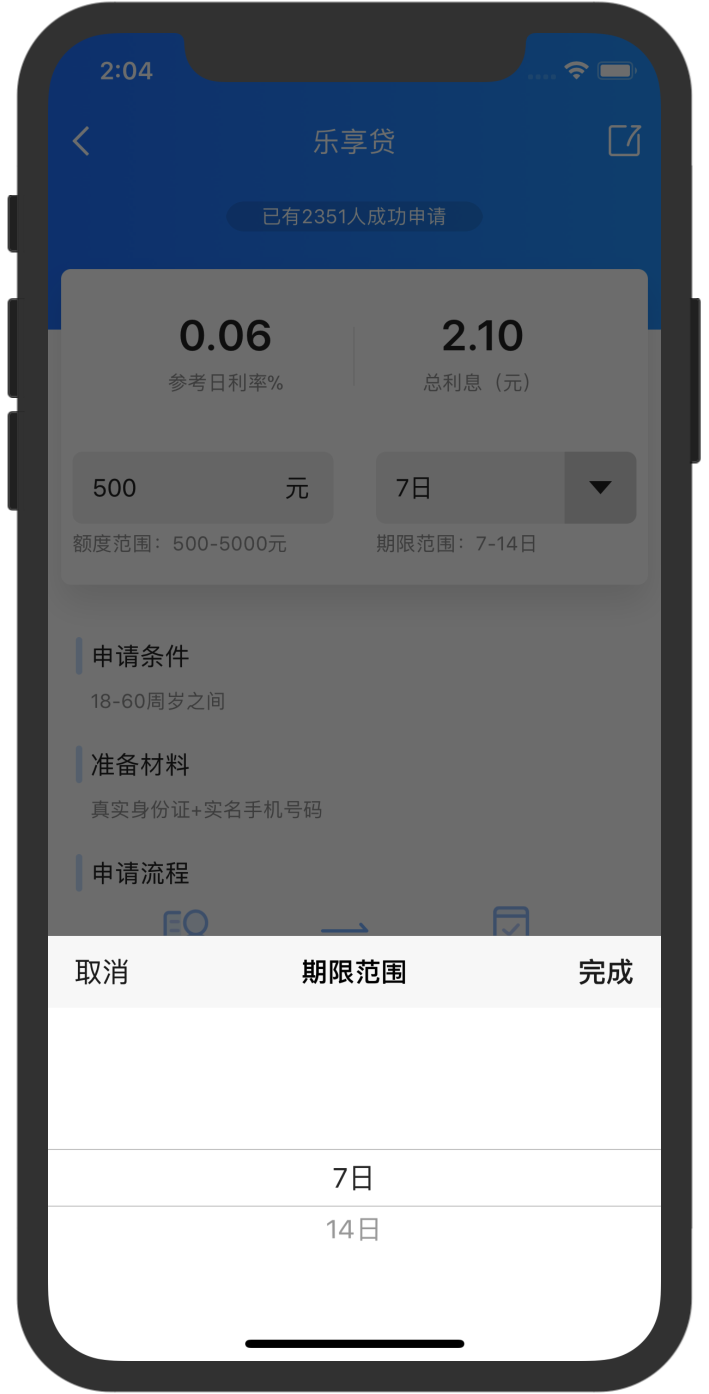 2:04
乐享贷
已有2351人成功申请
0.06
2.10
参考日利率%
总利息（元）
500
元
7日
额度范围：500-5000元
期限范围：7-14日
申请条件
18-60周岁之间
准备材料
真实身份证+实名手机号码
申请流程
取消
期限范围
完成
7日
14日